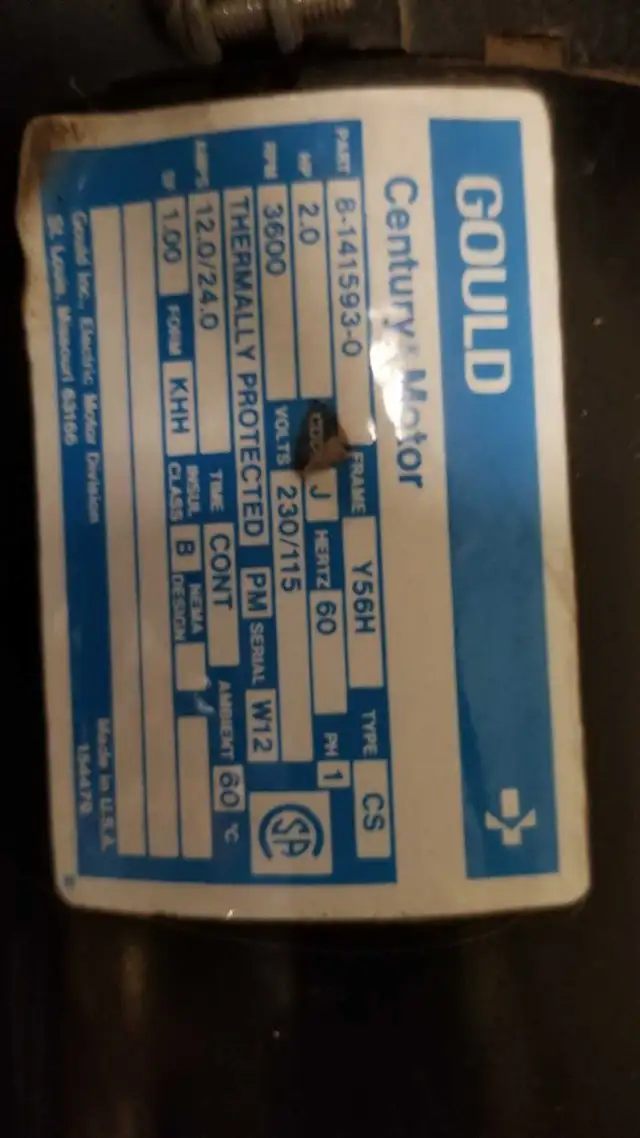 GOULD
Century Motor
PART 8-141593-0 FRAME Y56H TYPE CS
HP 2.0 CODE J HERTZ 60 PH 1
RPM 3600 VOLTS 230/115
THERMALLY PROTECTED PM SERIAL W12
AMPS 12.0/24.0 TIME CONT AMBIENT 60 °C
SF 1.00 FORM KHH INSUL CLASS B NEMA DESIGN
SA
Gould Inc., Electric Motor Division Made in U.S.A.
St. Louis, Missouri 63166 154479